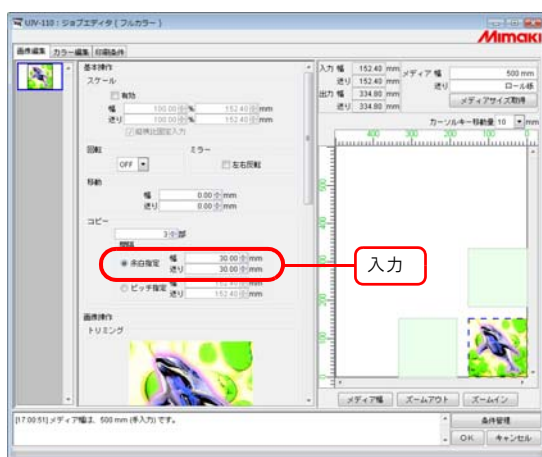 UJV-110 : ジョブエディタ ( フルカラー )
Mimaki
画像編集 カラー編集 印刷条件
基本操作
スケール
有効
幅 100.00 % 152.40 mm
送り 100.00 % 152.40 mm
縦横比固定入力
回転 ミラー
OFF 左右反転
移動
幅 0.00 mm
送り 0.00 mm
コピー
3 部
間隔
余白指定 幅 30.00 mm
送り 30.00 mm
ピッチ指定 幅 152.40 mm
送り 152.40 mm
画像操作
トリミング
入力 幅 152.40 mm メディア 幅 500 mm
送り 152.40 mm 送り ロール紙
出力 幅 334.80 mm メディアサイズ取得
送り 334.80 mm
カーソルキー移動量 10 mm
400 300 200 100 0
入力
メディア幅 ズームアウト ズームイン
[17:00:51] メディア幅は、500 mm (手入力) です。
条件管理
OK キャンセル